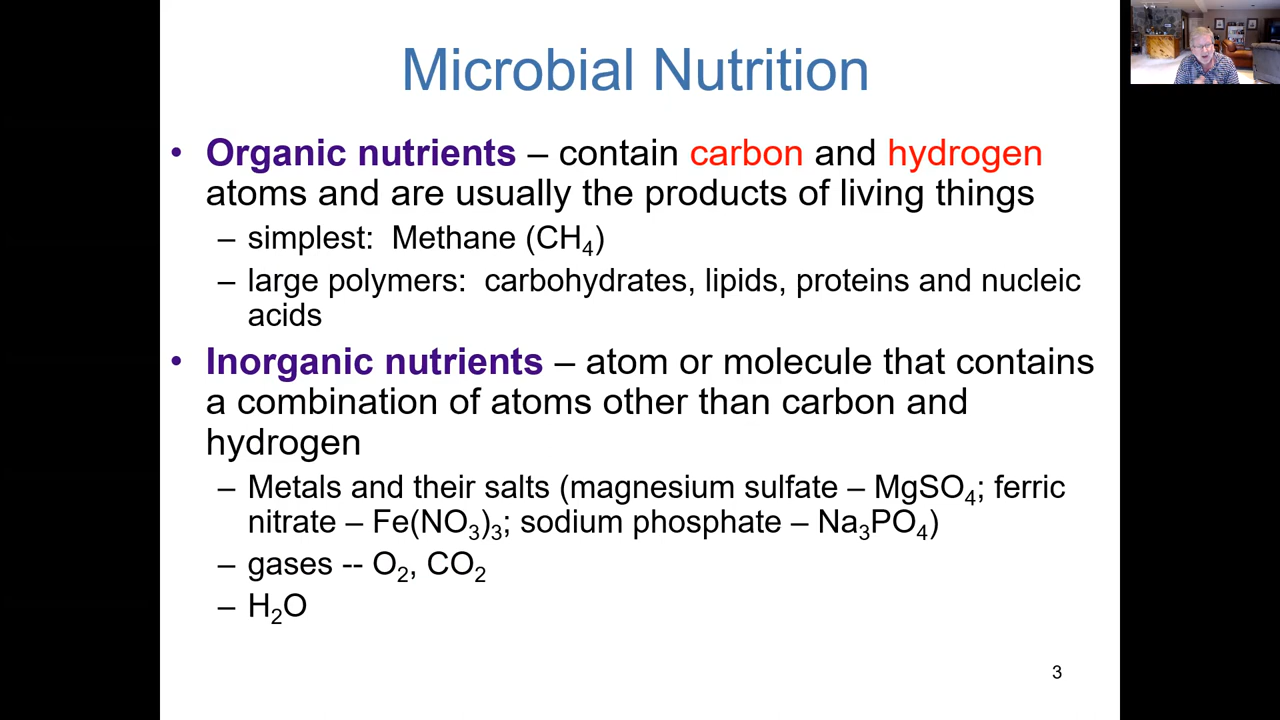 Microbial Nutrition
• Organic nutrients – contain carbon and hydrogen
atoms and are usually the products of living things
– simplest:  Methane (CH₄)
– large polymers:  carbohydrates, lipids, proteins and nucleic
acids
• Inorganic nutrients – atom or molecule that contains
a combination of atoms other than carbon and
hydrogen
– Metals and their salts (magnesium sulfate – MgSO₄; ferric
nitrate – Fe(NO₃)₃; sodium phosphate – Na₃PO₄)
– gases -- O₂, CO₂
– H₂O
3